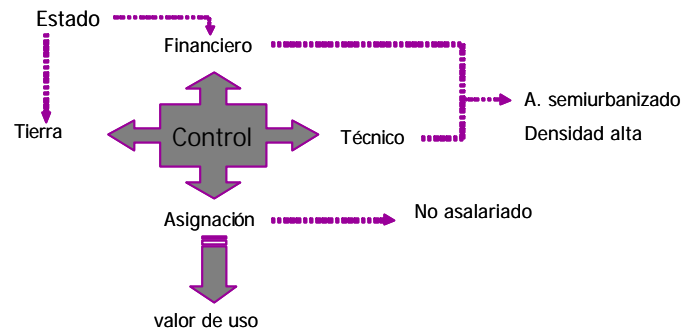 Estado
Financiero
A. semiurbanizado
Tierra
Control
Técnico
Densidad alta
Asignación
No asalariado
valor de uso